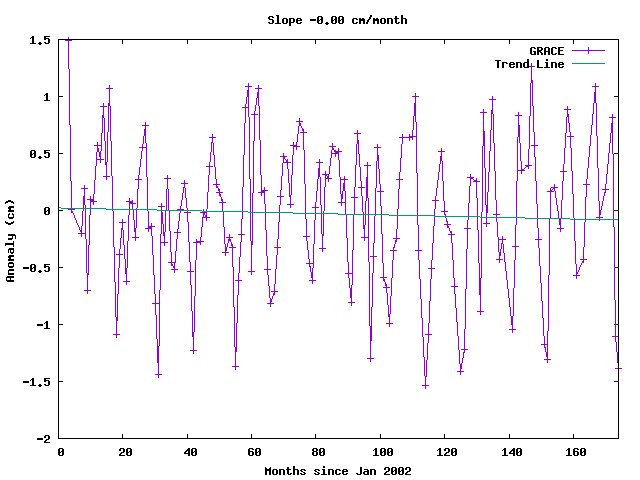 Slope -0.00 cm/month
GRACE
Trend Line
1.5
1
0.5
0
-0.5
-1
-1.5
-2
Anomaly (cm)
0 20 40 60 80 100 120 140 160
Months since Jan 2002